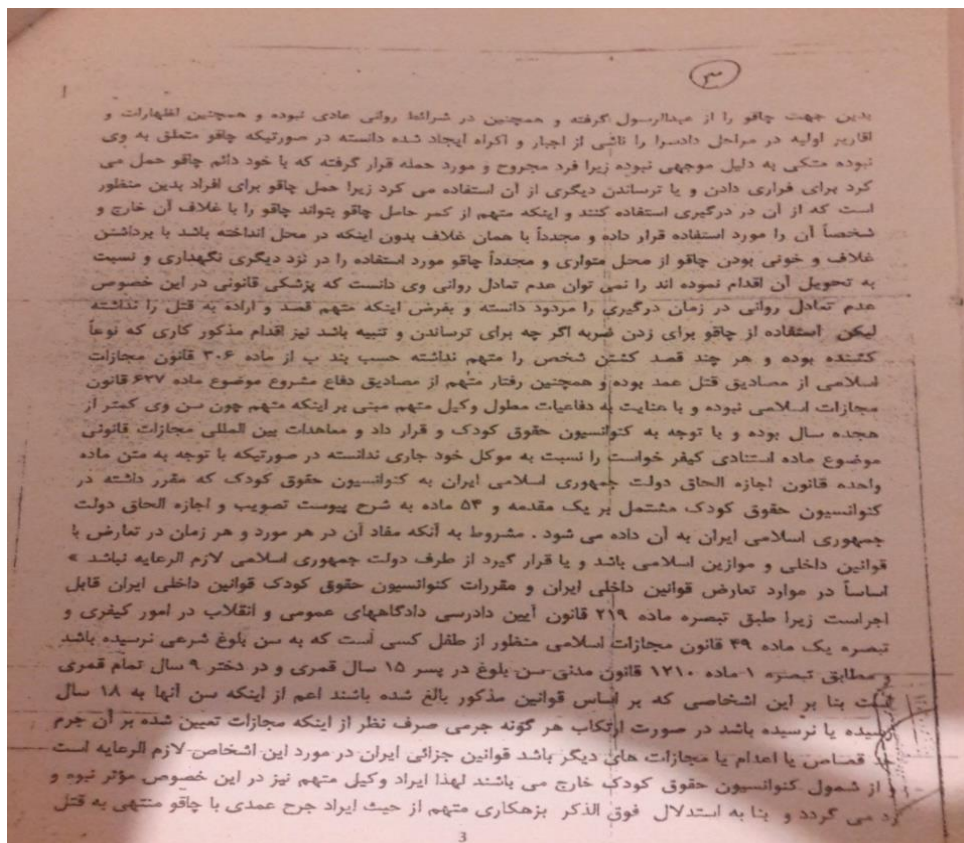 ۳
بدین جهت چاقو را از عبدالرسول گرفته و همچنین در شرائط روانی عادی نبوده و همچنین اظهارات و
اقاریر اولیه در مراحل دادسرا را ناشی از اجبار و اکراه ایجاد شده دانسته در صورتیکه چاقو متعلق به وی
نبوده متکی به دلیل موجهی نبوده زیرا فرد مجروح و مورد حمله قرار گرفته که با خود دائم چاقو حمل می
کرد برای فراری دادن و یا ترساندن دیگری از آن استفاده می کرد زیرا حمل چاقو برای افراد بدین منظور
است که از آن در درگیری استفاده کنند و اینکه متهم از کمر حامل چاقو بتواند چاقو را با غلاف آن خارج و
شخصاً آن را مورد استفاده قرار داده و مجدداً با همان غلاف بدون اینکه در محل انداخته باشد با برداشتن
غلاف و خونی بودن چاقو از محل متواری و مجدداً چاقو مورد استفاده را در نزد دیگری نگهداری و نسبت
به تحویل آن اقدام نموده اند را نمی توان عدم تعادل روانی وی دانست که پزشکی قانونی در این خصوص
عدم تعادل روانی در زمان درگیری را مردود دانسته و بفرض اینکه متهم قصد و اراده به قتل را نداشته
لیکن استفاده از چاقو برای زدن ضربه اگر چه برای ترساندن و تنبیه باشد نیز اقدام مذکور کاری که نوعاً
کشنده بوده و هر چند قصد کشتن شخص را متهم نداشته حسب بند ب از ماده ۳۰۶ قانون مجازات
اسلامی از مصادیق قتل عمد بوده و همچنین رفتار متهم از مصادیق دفاع مشروع موضوع ماده ۶۲۷ قانون
مجازات اسلامی نبوده و با عنایت به دفاعیات مطول وکیل متهم مبنی بر اینکه متهم چون سن وی کمتر از
هجده سال بوده و با توجه به کنوانسیون حقوق کودک و قرار داد و معاهدات بین المللی مجازات قانونی
موضوع ماده استنادی کیفر خواست را نسبت به موکل خود جاری ندانسته در صورتیکه با توجه به متن ماده
واحده قانون اجازه الحاق دولت جمهوری اسلامی ایران به کنوانسیون حقوق کودک که مقرر داشته در
کنوانسیون حقوق کودک مشتمل بر یک مقدمه و ۵۴ ماده به شرح پیوست تصویب و اجازه الحاق دولت
جمهوری اسلامی ایران به آن داده می شود . مشروط به آنکه مفاد آن در هر مورد و هر زمان در تعارض با
قوانین داخلی و موازین اسلامی باشد و یا قرار گیرد از طرف دولت جمهوری اسلامی لازم الرعایه نباشد »
اساساً در موارد تعارض قوانین داخلی ایران و مقررات کنوانسیون حقوق کودک قوانین داخلی ایران قابل
اجراست زیرا طبق تبصره ماده ۲۱۹ قانون آیین دادرسی دادگاههای عمومی و انقلاب در امور کیفری و
تبصره یک ماده ۴۹ قانون مجازات اسلامی منظور از طفل کسی است که به سن بلوغ شرعی نرسیده باشد
و مطابق تبصره ۱ ماده ۱۲۱۰ قانون مدنی سن بلوغ در پسر ۱۵ سال قمری و در دختر ۹ سال تمام قمری
است بنا بر این اشخاصی که بر اساس قوانین مذکور بالغ شده باشند اعم از اینکه سن آنها به ۱۸ سال
رسیده یا نرسیده باشد در صورت ارتکاب هر گونه جرمی صرف نظر از اینکه مجازات تعیین شده بر آن جرم
حد قصاص یا اعدام یا مجازات های دیگر باشد قوانین جزائی ایران در مورد این اشخاص لازم الرعایه است
و از شمول کنوانسیون حقوق کودک خارج می باشند لهذا ایراد وکیل متهم نیز در این خصوص مؤثر نبوه و
رد می گردد و بنا به استدلال فوق الذکر بزهکاری متهم از حیث ایراد جرح عمدی با چاقو منتهی به قتل
3